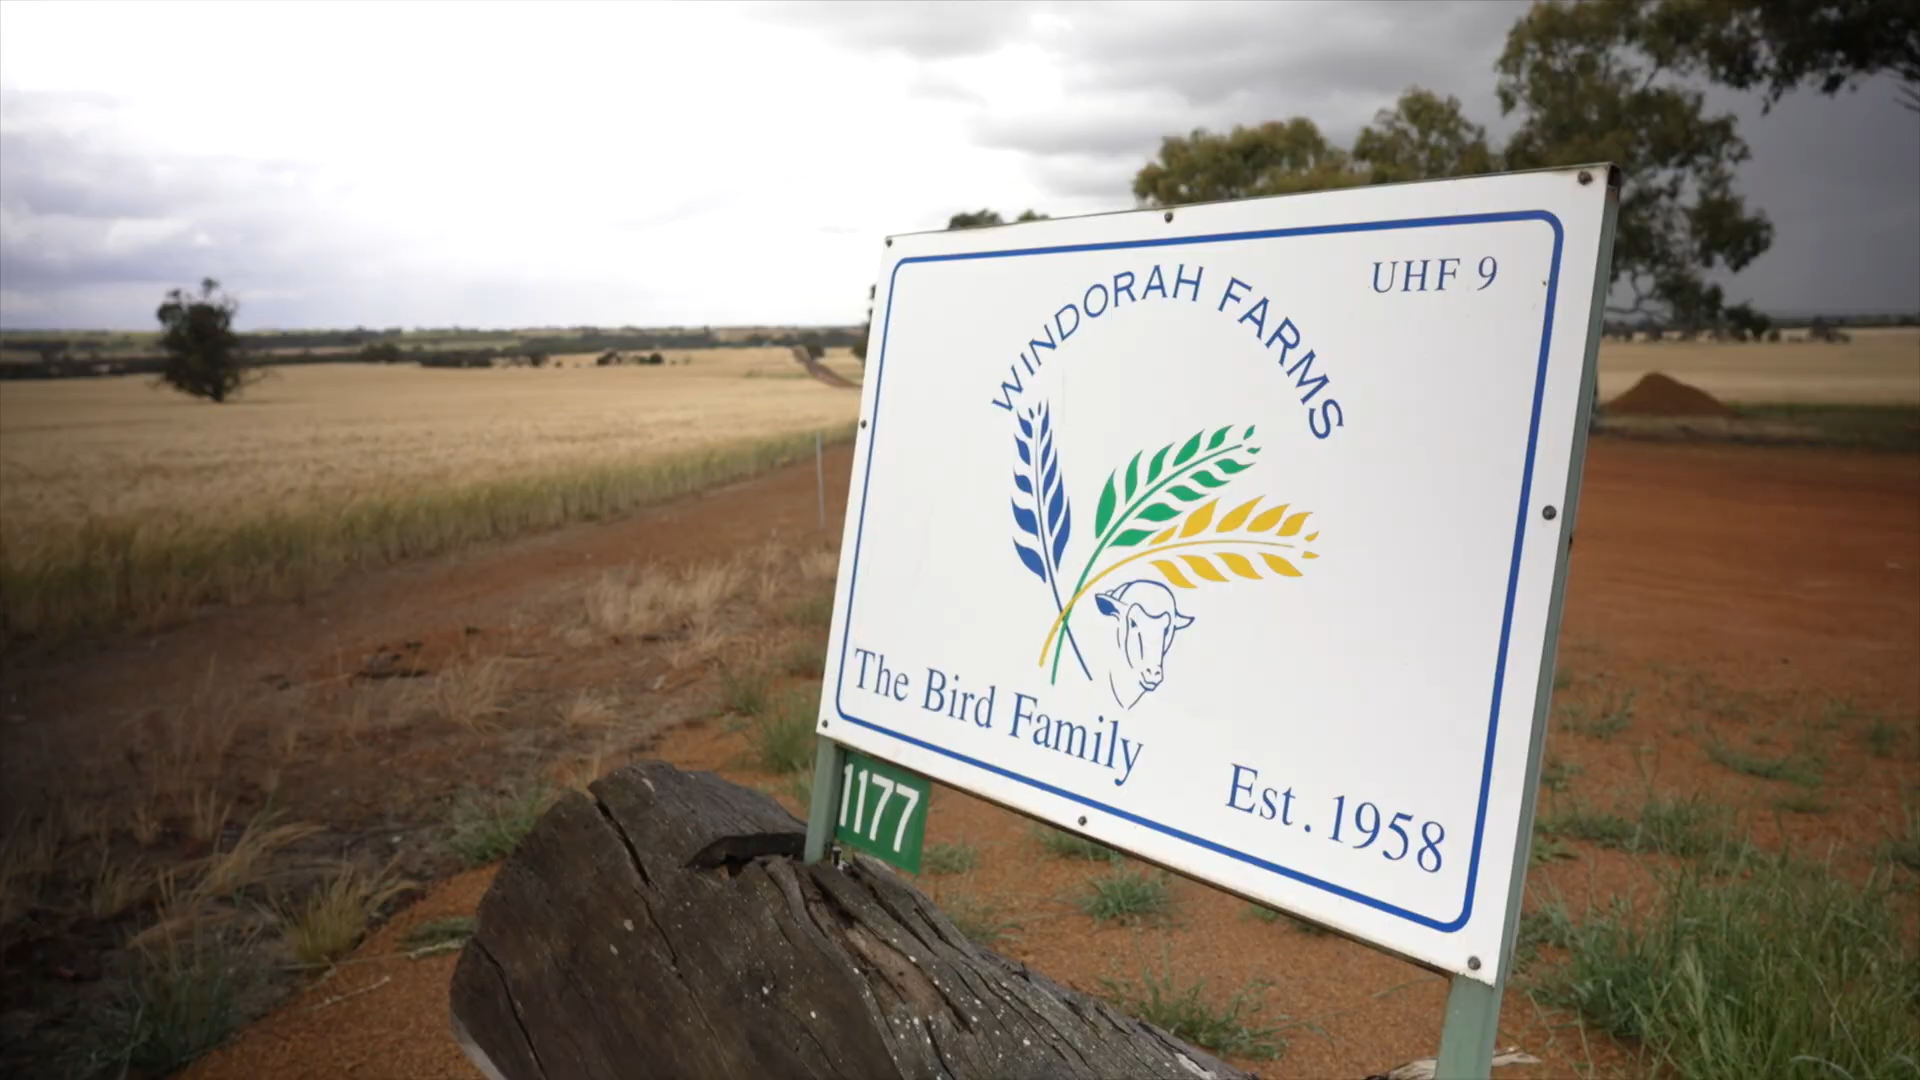 UHF 9
WINDORAH FARMS
The Bird Family
Est. 1958
1177